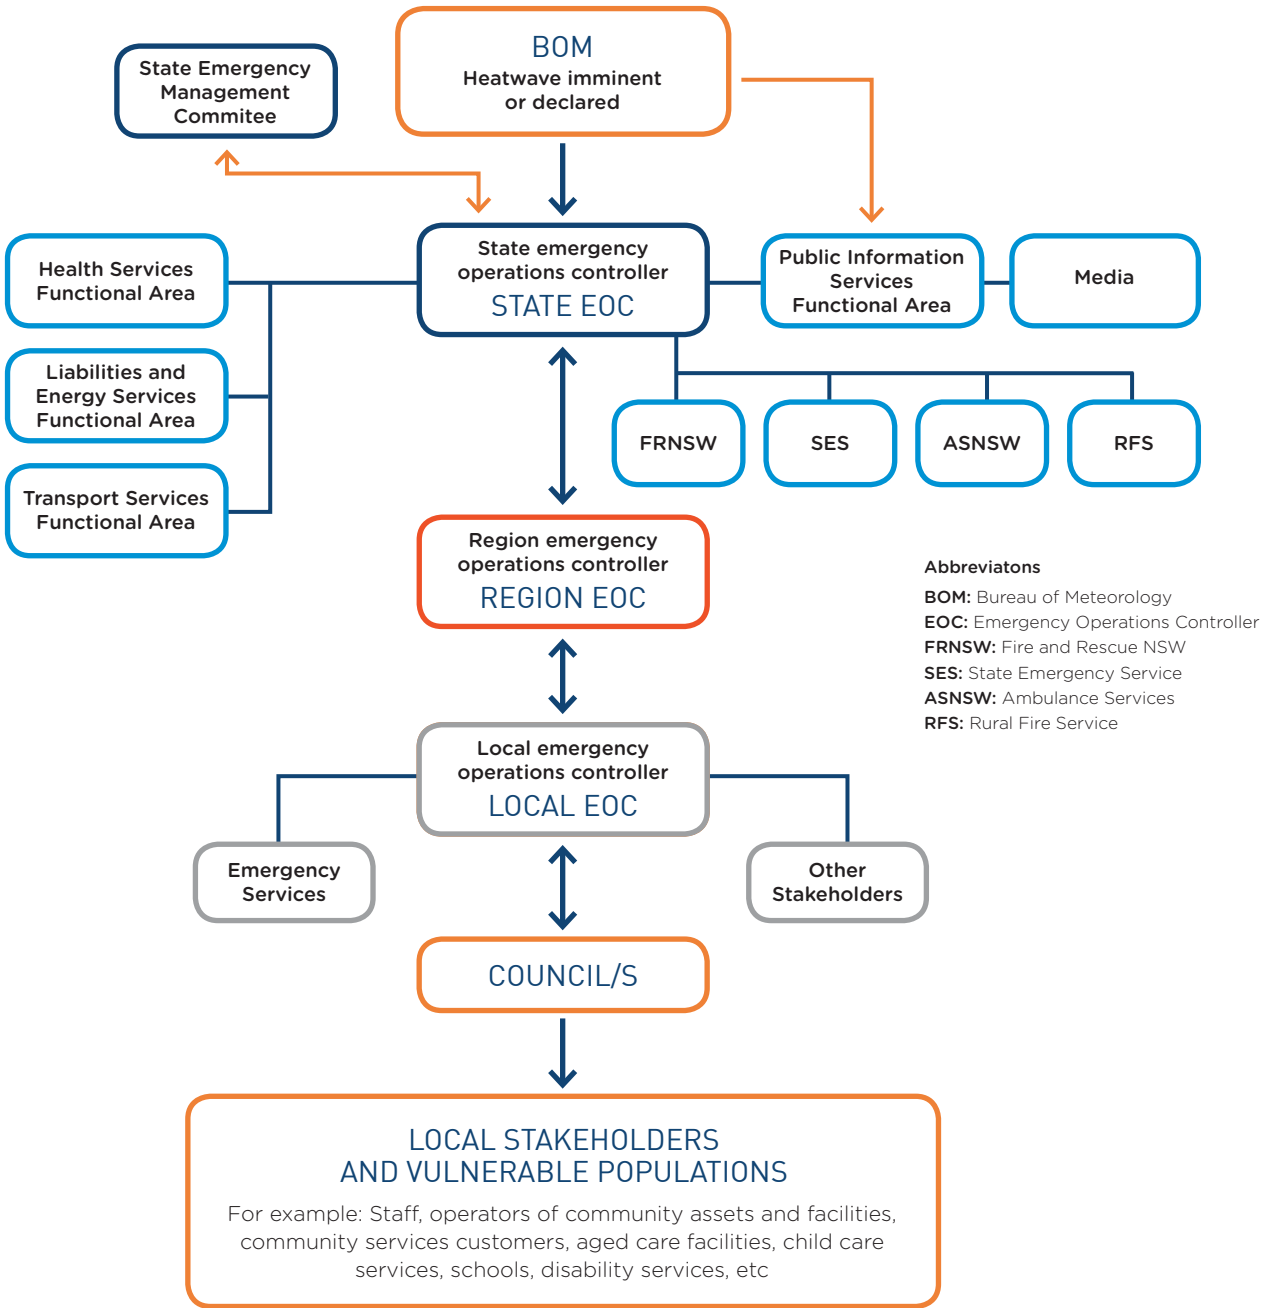 BOM
Heatwave imminent
or declared
State Emergency
Management
Commitee
State emergency
operations controller
STATE EOC
Health Services
Functional Area
Liabilities and
Energy Services
Functional Area
Transport Services
Functional Area
Public Information
Services
Functional Area
Media
FRNSW
SES
ASNSW
RFS
Region emergency
operations controller
REGION EOC
Abbreviatons
BOM: Bureau of Meteorology
EOC: Emergency Operations Controller
FRNSW: Fire and Rescue NSW
SES: State Emergency Service
ASNSW: Ambulance Services
RFS: Rural Fire Service
Local emergency
operations controller
LOCAL EOC
Emergency
Services
Other
Stakeholders
COUNCIL/S
LOCAL STAKEHOLDERS
AND VULNERABLE POPULATIONS
For example: Staff, operators of community assets and facilities,
community services customers, aged care facilities, child care
services, schools, disability services, etc